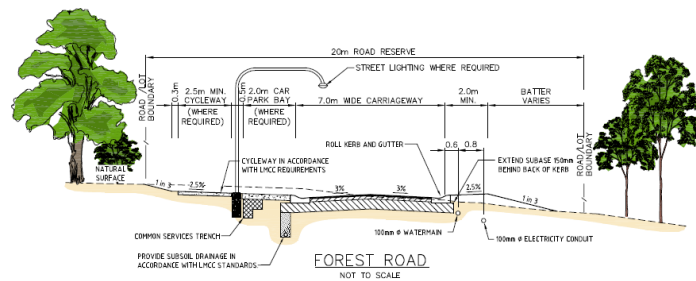 20m ROAD RESERVE
STREET LIGHTING WHERE REQUIRED
ROAD/LOT
BOUNDARY
0.3m
2.5m MIN.
CYCLEWAY
(WHERE
REQUIRED)
0.5m
2.0m CAR
PARK BAY
(WHERE
REQUIRED)
7.0m WIDE CARRIAGEWAY
2.0m
MIN.
BATTER
VARIES
ROAD/LOT
BOUNDARY
0.6
0.8
ROLL KERB AND GUTTER
EXTEND SUBASE 150mm
BEHIND BACK OF KERB
CYCLEWAY IN ACCORDANCE
WITH LMCC REQUIREMENTS
NATURAL
SURFACE
1 in 3
2.5%
3%
3%
2.5%
1 in 3
COMMON SERVICES TRENCH
100mm ø WATERMAIN
100mm ø ELECTRICITY CONDUIT
PROVIDE SUBSOIL DRAINAGE IN
ACCORDANCE WITH LMCC STANDARDS.
FOREST ROAD
NOT TO SCALE